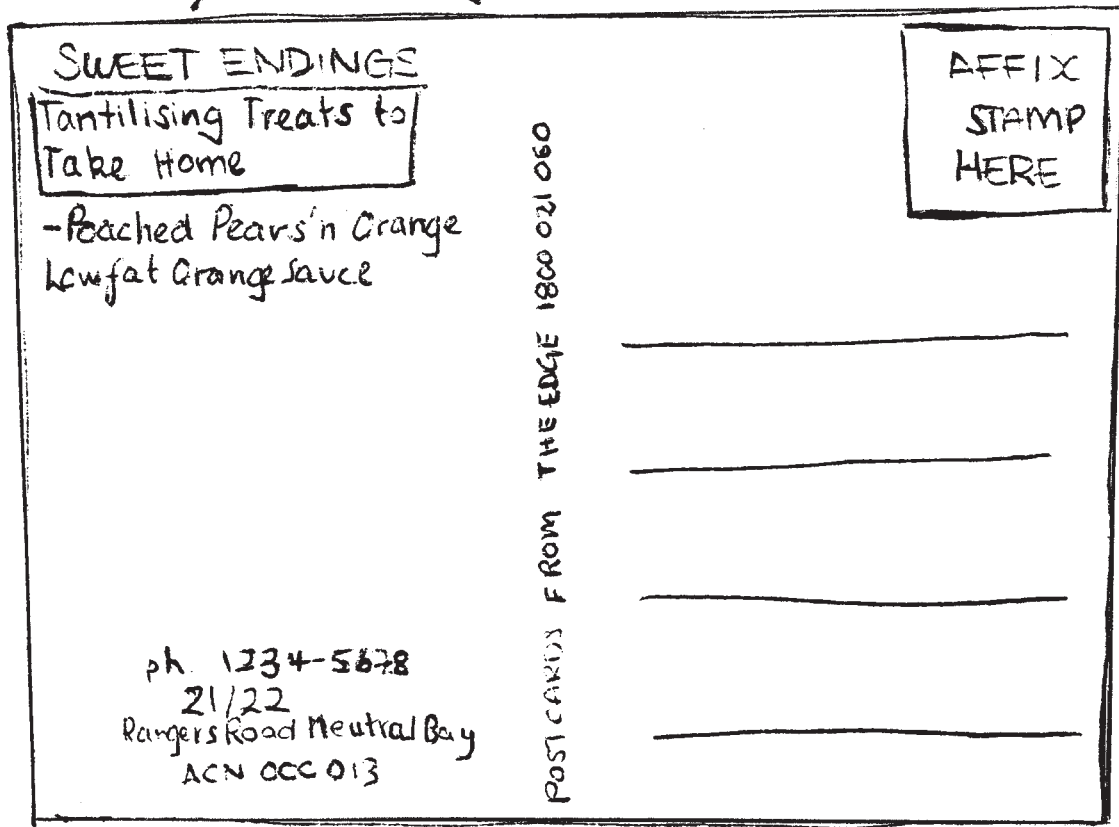 SWEET ENDINGS
Tantilising Treats to
Take Home
-Poached Pears'n Orange
Lowfat Orange Sauce
ph. 1234-5678
21/22
Rangers Road Neutral Bay
ACN 000 013
POSTCARDS FROM THE EDGE 1800 021 060
AFFIX
STAMP
HERE